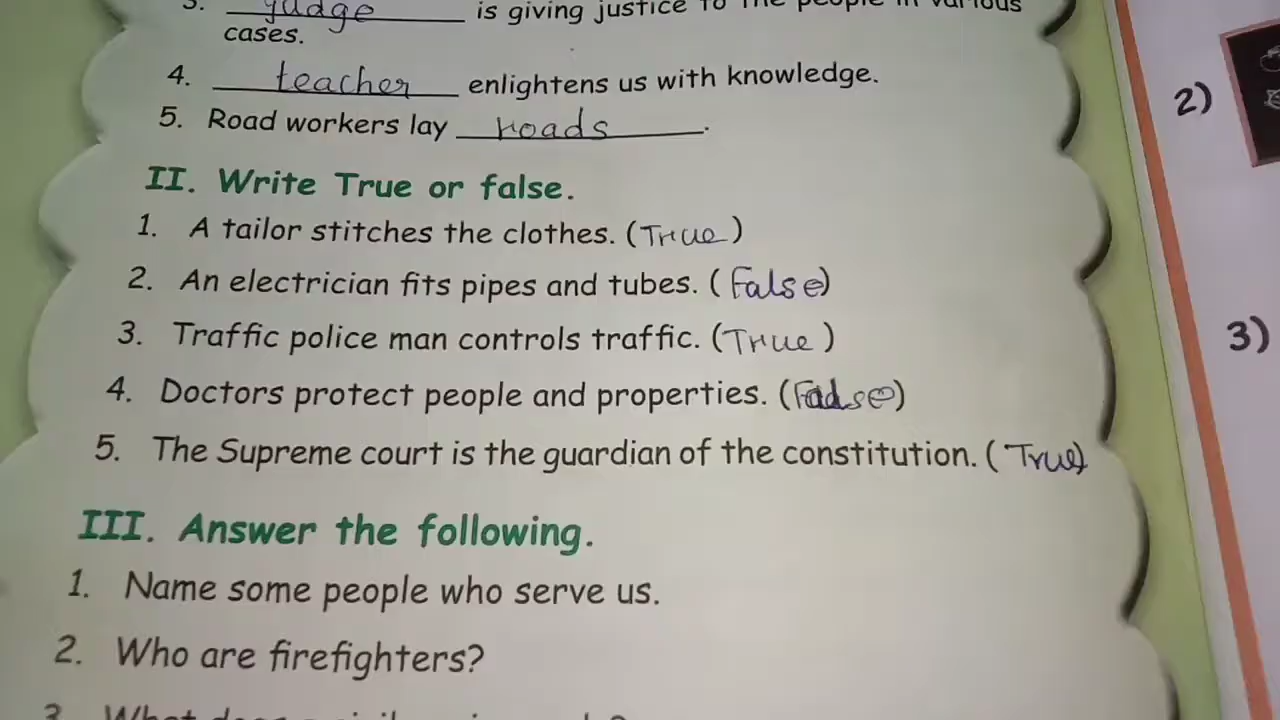 3. judge is giving justice to the people in various
cases.
4. teacher enlightens us with knowledge.
5. Road workers lay roads.
II. Write True or false.
1. A tailor stitches the clothes. (True)
2. An electrician fits pipes and tubes. (False)
3. Traffic police man controls traffic. (True)
4. Doctors protect people and properties. (False)
5. The Supreme court is the guardian of the constitution. (True)
III. Answer the following.
1. Name some people who serve us.
2. Who are firefighters?
3. What does a
2)
3)